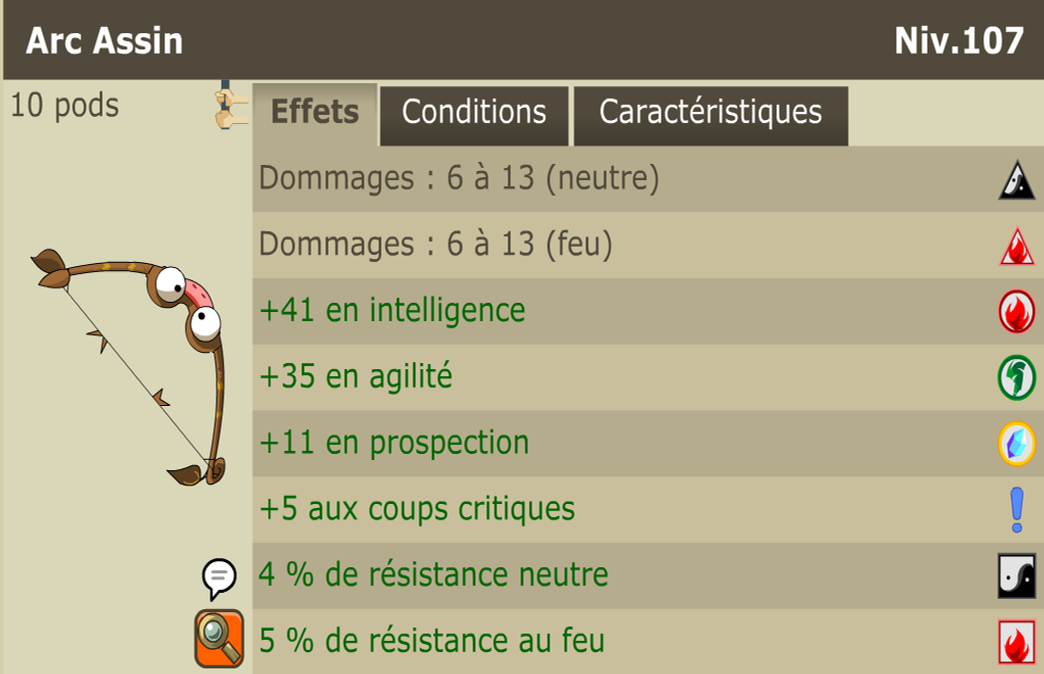 Arc Assin Niv.107
10 pods
Effets Conditions Caractéristiques
Dommages : 6 à 13 (neutre)
Dommages : 6 à 13 (feu)
+41 en intelligence
+35 en agilité
+11 en prospection
+5 aux coups critiques
4 % de résistance neutre
5 % de résistance au feu